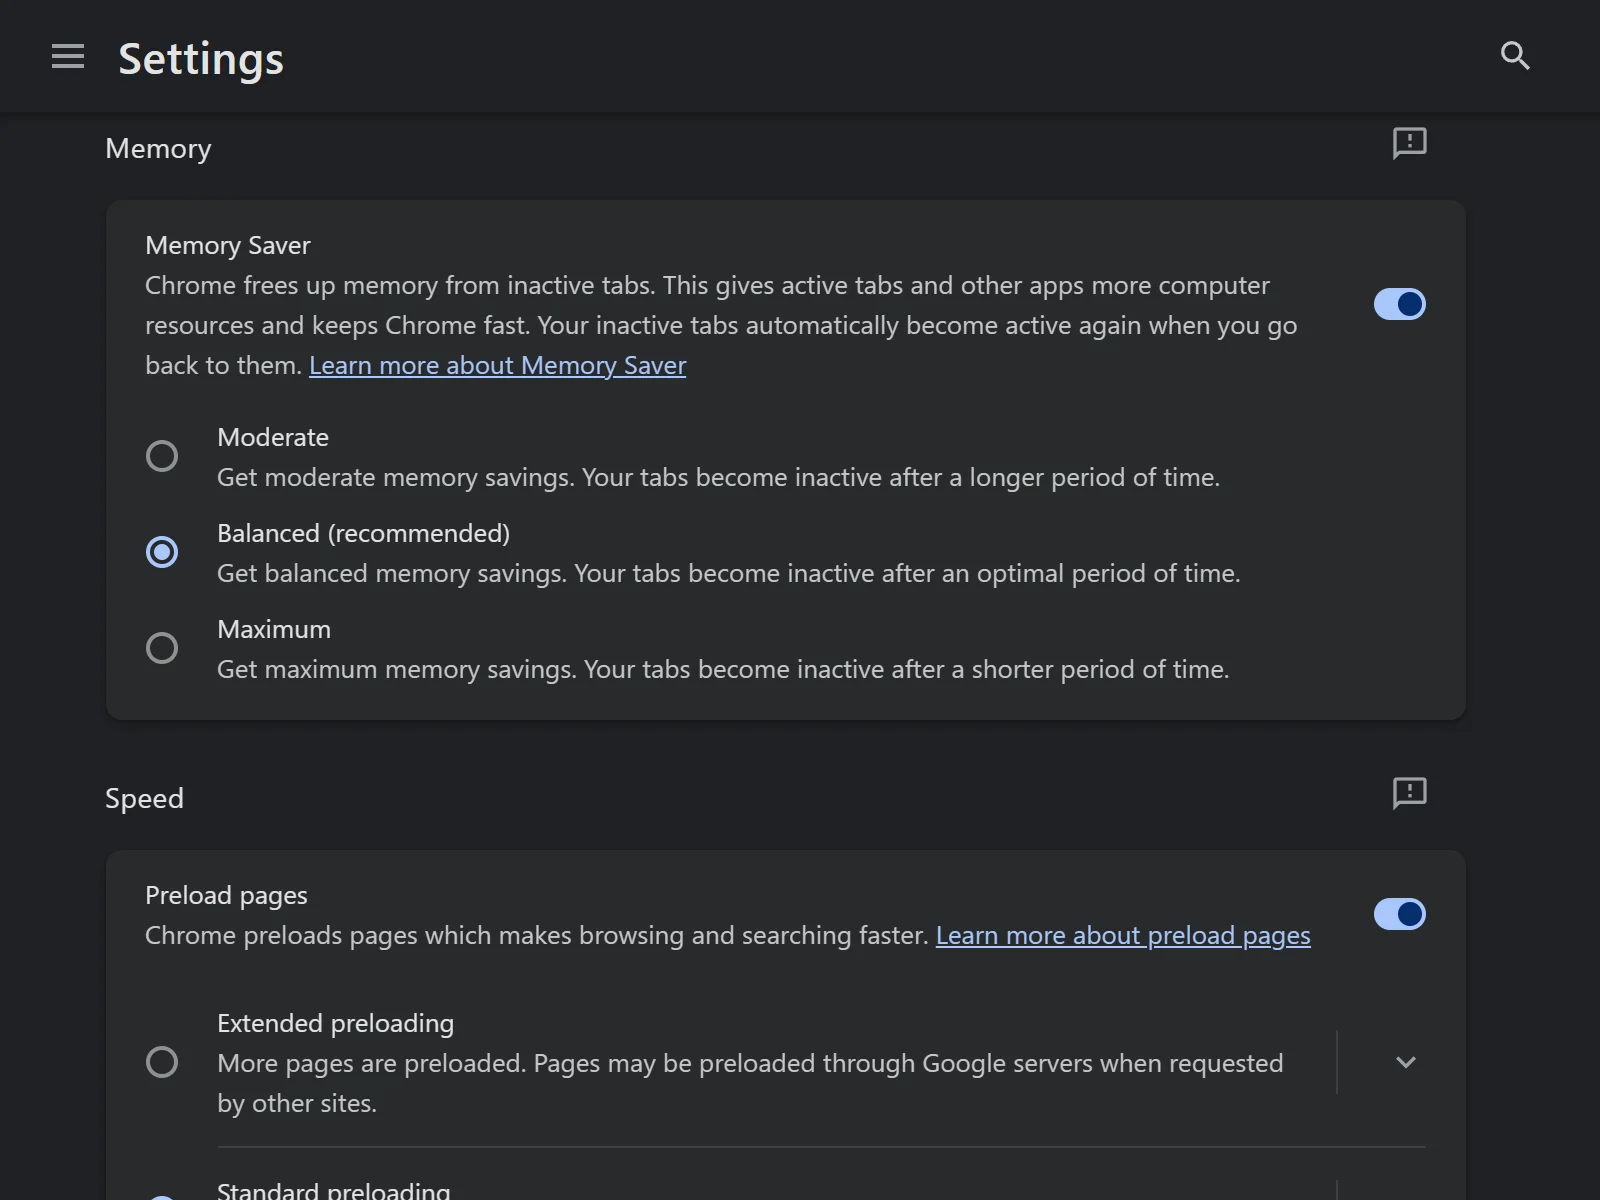 Settings
Memory
Memory Saver
Chrome frees up memory from inactive tabs. This gives active tabs and other apps more computer
resources and keeps Chrome fast. Your inactive tabs automatically become active again when you go
back to them. Learn more about Memory Saver
Moderate
Get moderate memory savings. Your tabs become inactive after a longer period of time.
Balanced (recommended)
Get balanced memory savings. Your tabs become inactive after an optimal period of time.
Maximum
Get maximum memory savings. Your tabs become inactive after a shorter period of time.
Speed
Preload pages
Chrome preloads pages which makes browsing and searching faster. Learn more about preload pages
Extended preloading
More pages are preloaded. Pages may be preloaded through Google servers when requested
by other sites.
Standard preloading